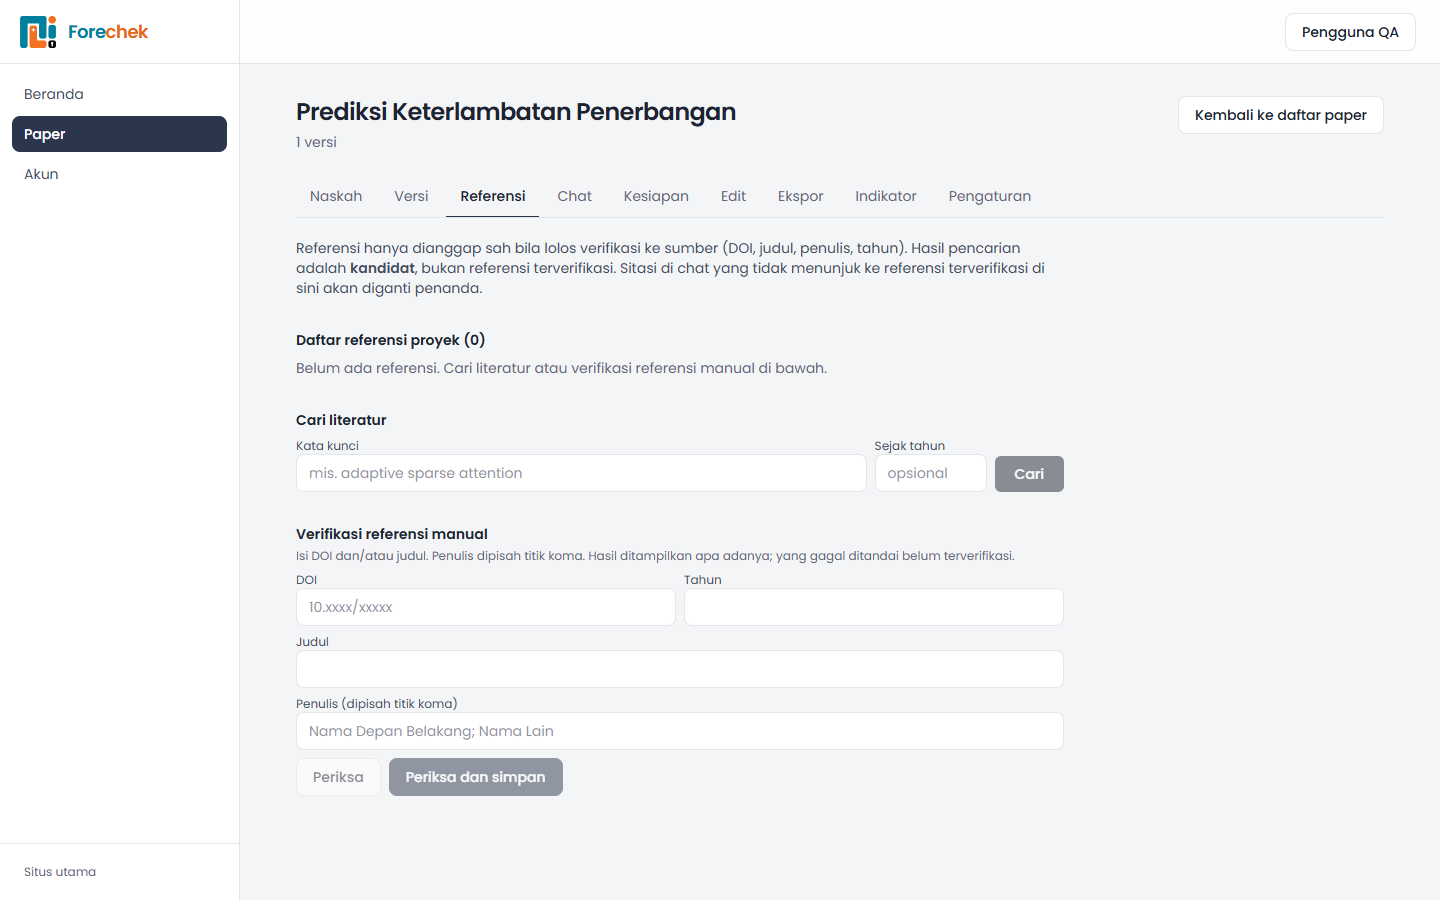 Forechek
Pengguna QA
Beranda
Paper
Akun
Prediksi Keterlambatan Penerbangan
1 versi
Kembali ke daftar paper
Naskah Versi Referensi Chat Kesiapan Edit Ekspor Indikator Pengaturan
Referensi hanya dianggap sah bila lolos verifikasi ke sumber (DOI, judul, penulis, tahun). Hasil pencarian
adalah kandidat, bukan referensi terverifikasi. Sitasi di chat yang tidak menunjuk ke referensi terverifikasi di
sini akan diganti penanda.
Daftar referensi proyek (0)
Belum ada referensi. Cari literatur atau verifikasi referensi manual di bawah.
Cari literatur
Kata kunci Sejak tahun
mis. adaptive sparse attention opsional Cari
Verifikasi referensi manual
Isi DOI dan/atau judul. Penulis dipisah titik koma. Hasil ditampilkan apa adanya; yang gagal ditandai belum terverifikasi.
DOI Tahun
10.xxxx/xxxxx
Judul
Penulis (dipisah titik koma)
Nama Depan Belakang; Nama Lain
Periksa Periksa dan simpan
Situs utama